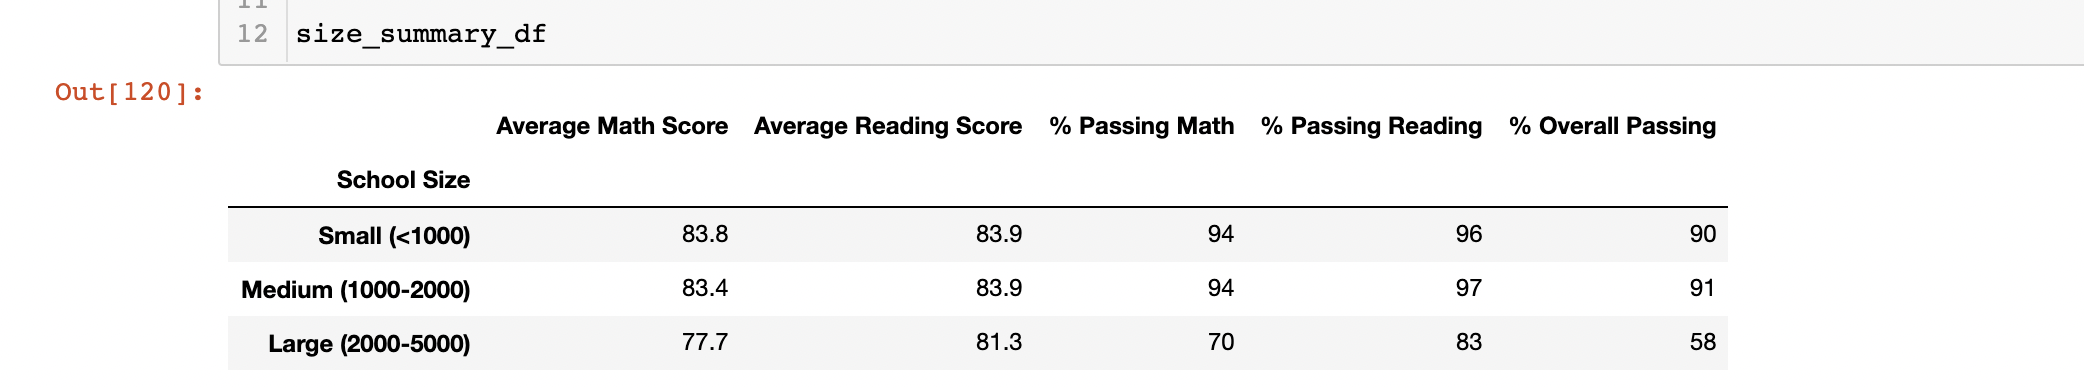 11
12 size_summary_df
Out[120]:
Average Math Score Average Reading Score % Passing Math % Passing Reading % Overall Passing
School Size
Small (<1000) 83.8 83.9 94 96 90
Medium (1000-2000) 83.4 83.9 94 97 91
Large (2000-5000) 77.7 81.3 70 83 58